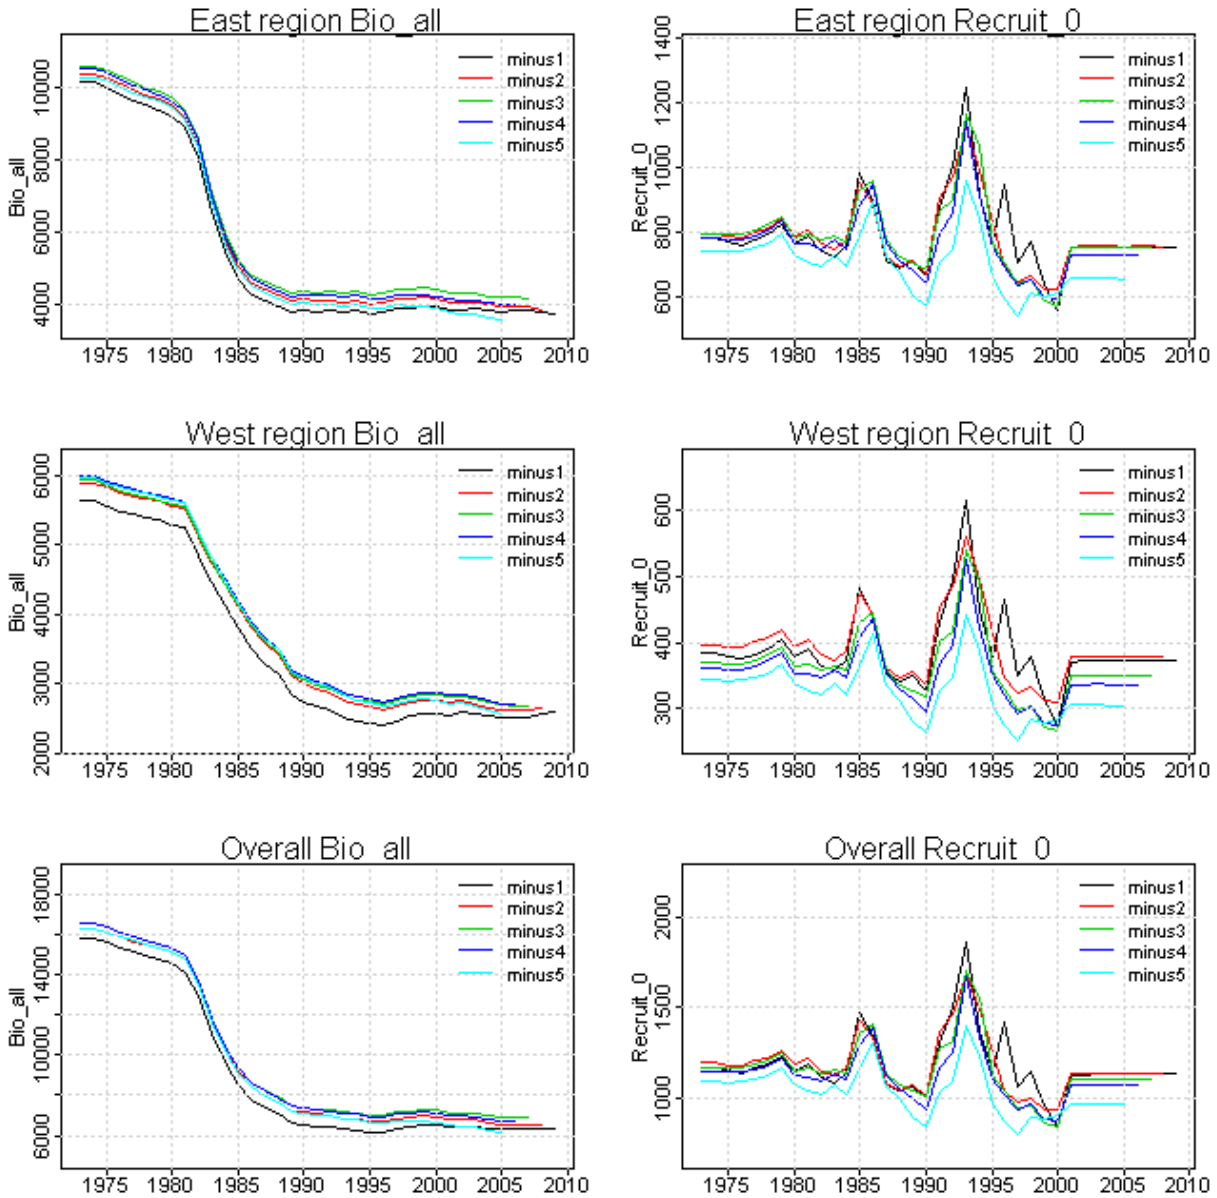 East region Bio_all
Bio_all
10000
8000
6000
4000
minus1
minus2
minus3
minus4
minus5
1975 1980 1985 1990 1995 2000 2005 2010
East region Recruit_0
Recruit_0
1400
1200
1000
800
600
minus1
minus2
minus3
minus4
minus5
1975 1980 1985 1990 1995 2000 2005 2010
West region Bio_all
Bio_all
6000
5000
4000
3000
2000
minus1
minus2
minus3
minus4
minus5
1975 1980 1985 1990 1995 2000 2005 2010
West region Recruit_0
Recruit_0
600
500
400
300
minus1
minus2
minus3
minus4
minus5
1975 1980 1985 1990 1995 2000 2005 2010
Overall Bio_all
Bio_all
18000
14000
10000
6000
minus1
minus2
minus3
minus4
minus5
1975 1980 1985 1990 1995 2000 2005 2010
Overall Recruit_0
Recruit_0
2000
1500
1000
minus1
minus2
minus3
minus4
minus5
1975 1980 1985 1990 1995 2000 2005 2010